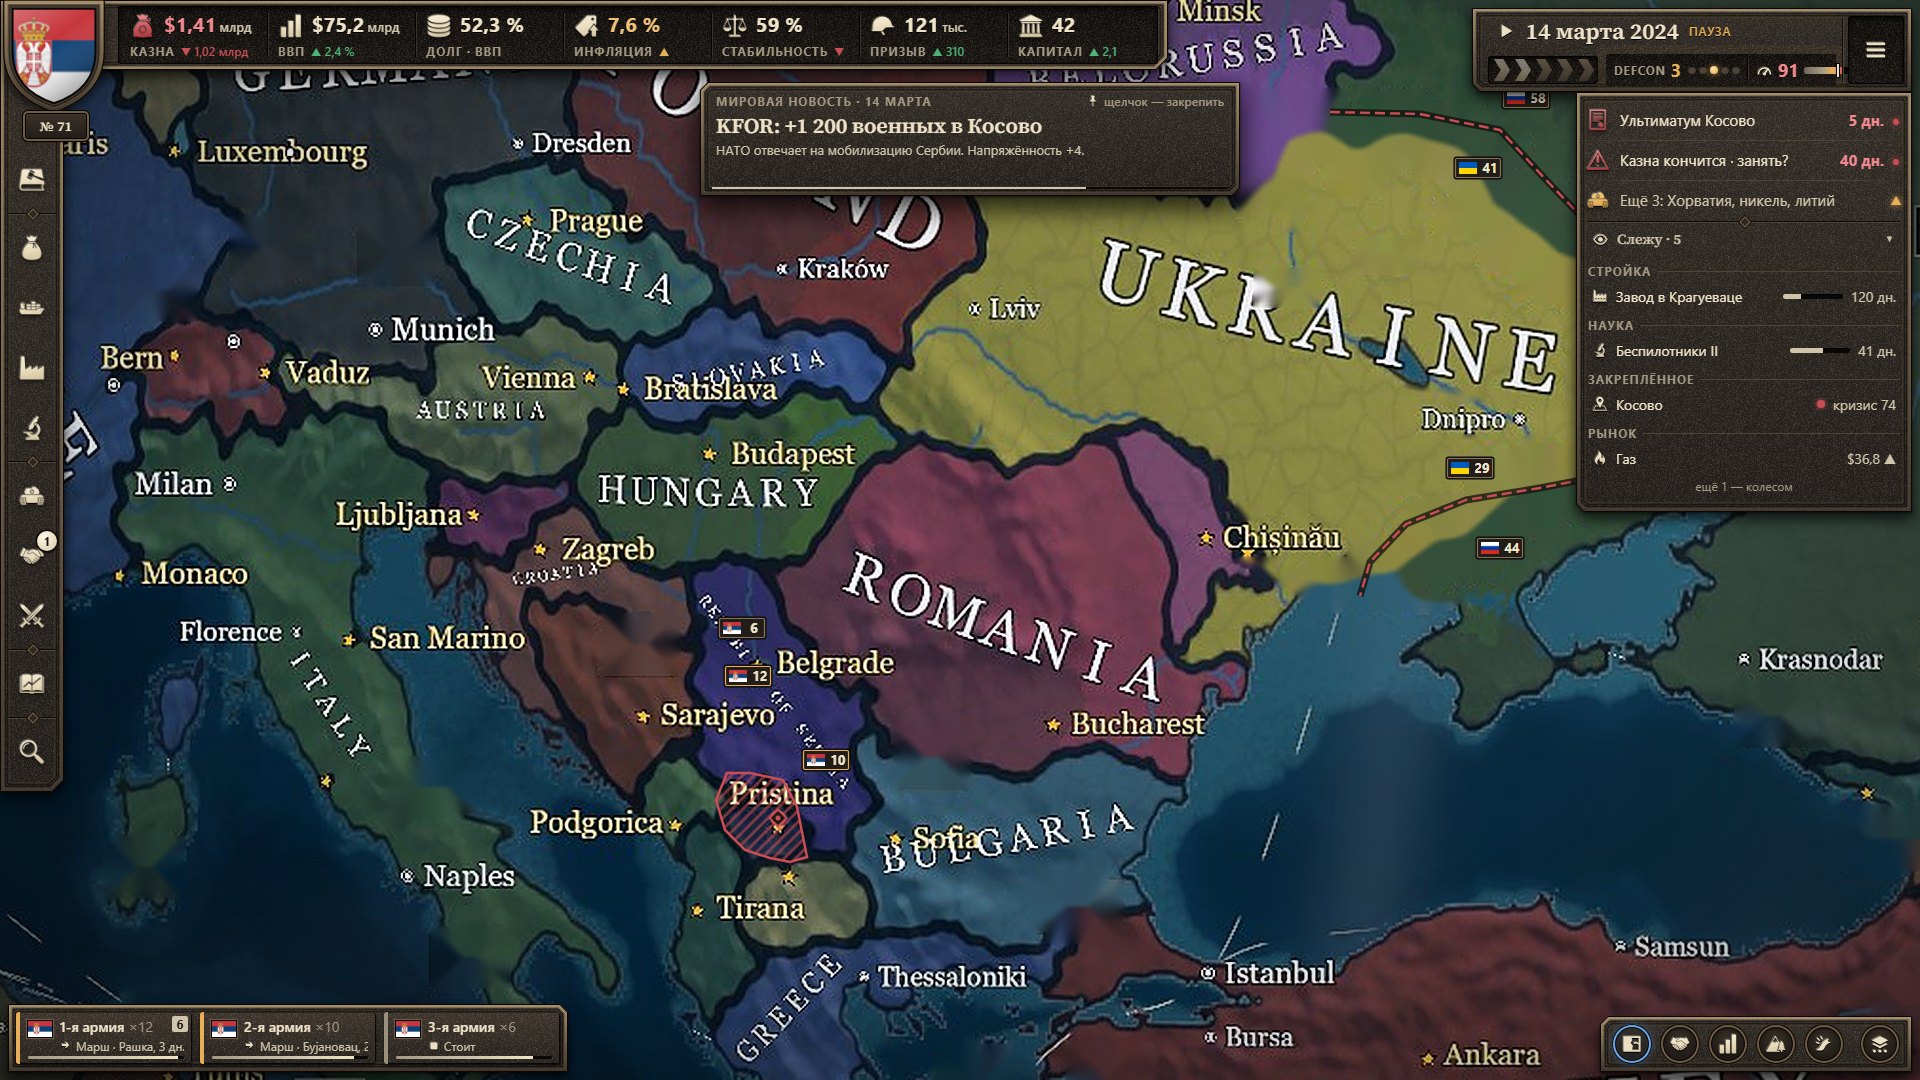 $1,41 млрд
КАЗНА ▼ 1,02 млрд
$75,2 млрд
ВВП ▲ 2,4 %
52,3 %
ДОЛГ · ВВП
7,6 %
ИНФЛЯЦИЯ ▲
59 %
СТАБИЛЬНОСТЬ ▼
121 тыс.
ПРИЗЫВ ▲ 310
42
КАПИТАЛ ▲ 2,1
14 марта 2024 ПАУЗА
DEFCON 3
91
№ 71
МИРОВАЯ НОВОСТЬ · 14 МАРТА
щелчок — закрепить
KFOR: +1 200 военных в Косово
НАТО отвечает на мобилизацию Сербии. Напряжённость +4.
Ультиматум Косово 5 дн.
Казна кончится · занять? 40 дн.
Ещё 3: Хорватия, никель, литий
Слежу · 5
СТРОЙКА
Завод в Крагуеваце 120 дн.
НАУКА
Беспилотники II 41 дн.
ЗАКРЕПЛЁННОЕ
Косово кризис 74
РЫНОК
Газ $36,8 ▲
ещё 1 — колесом
1
Minsk
BELORUSSIA
58
41
Luxembourg
Dresden
CZECHIA
Prague
Kraków
Lviv
UKRAINE
Munich
Bern
Vaduz
Vienna
AUSTRIA
SLOVAKIA
Bratislava
Dnipro
29
Budapest
HUNGARY
Milan
Ljubljana
Zagreb
CROATIA
Chișinău
44
Monaco
ROMANIA
Florence
San Marino
ITALY
6
Belgrade
12
OF
Krasnodar
Sarajevo
Bucharest
10
Pristina
Podgorica
Sofia
BULGARIA
Naples
Tirana
Thessaloniki
GREECE
Istanbul
Samsun
Bursa
Ankara
1-я армия ×12 6
Марш · Рашка, 3 дн.
2-я армия ×10
Марш · Бујановац,
3-я армия ×6
Стоит